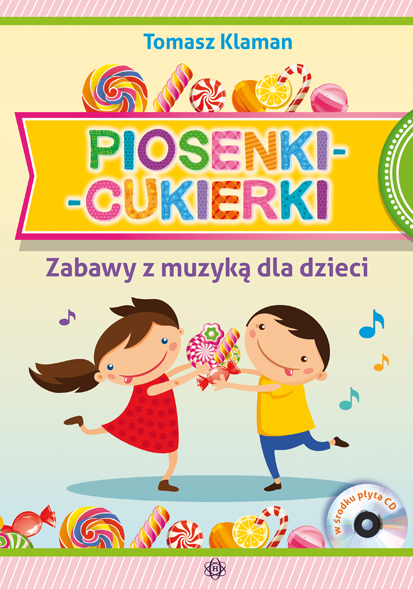 Tomasz Klaman
PIOSENKI-
-CUKIERKI
Zabawy z muzyką dla dzieci
w środku płyta CD
H